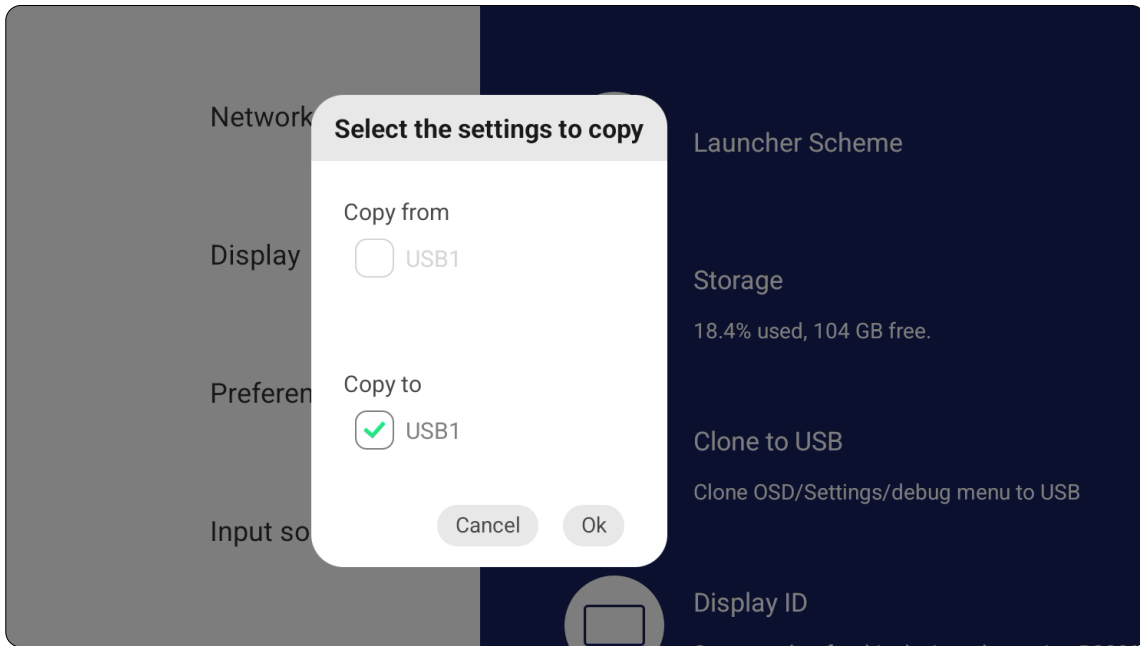 Network
Display
Preferen
Input so
Select the settings to copy
Copy from
USB1
Copy to
USB1
Cancel
Ok
Launcher Scheme
Storage
18.4% used, 104 GB free.
Clone to USB
Clone OSD/Settings/debug menu to USB
Display ID